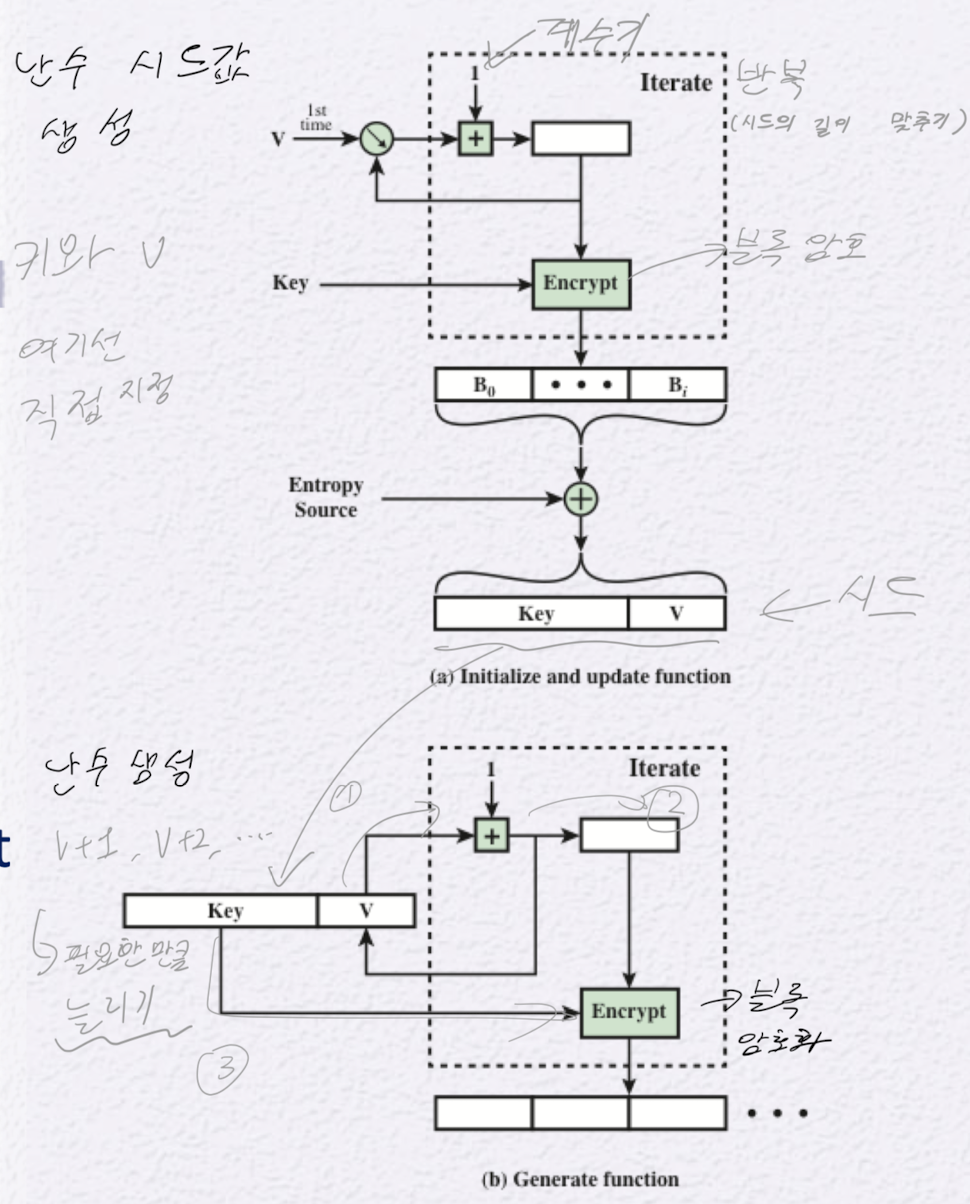 난수 시드값
생성
계수기
1
Iterate
반복
(시드의 길이 맞추기)
V
1st
time
+
키와 V
여기선
직접 지정
Key
Encrypt
블록 암호
B₀ • • • Bᵢ
Entropy
Source
+
Key V
시드
(a) Initialize and update function
난수 생성
V+1, V+2, ...
t
필요한 만큼
늘리기
1
Iterate
①
②
+
Key V
③
Encrypt
블록
암호화
• • •
(b) Generate function